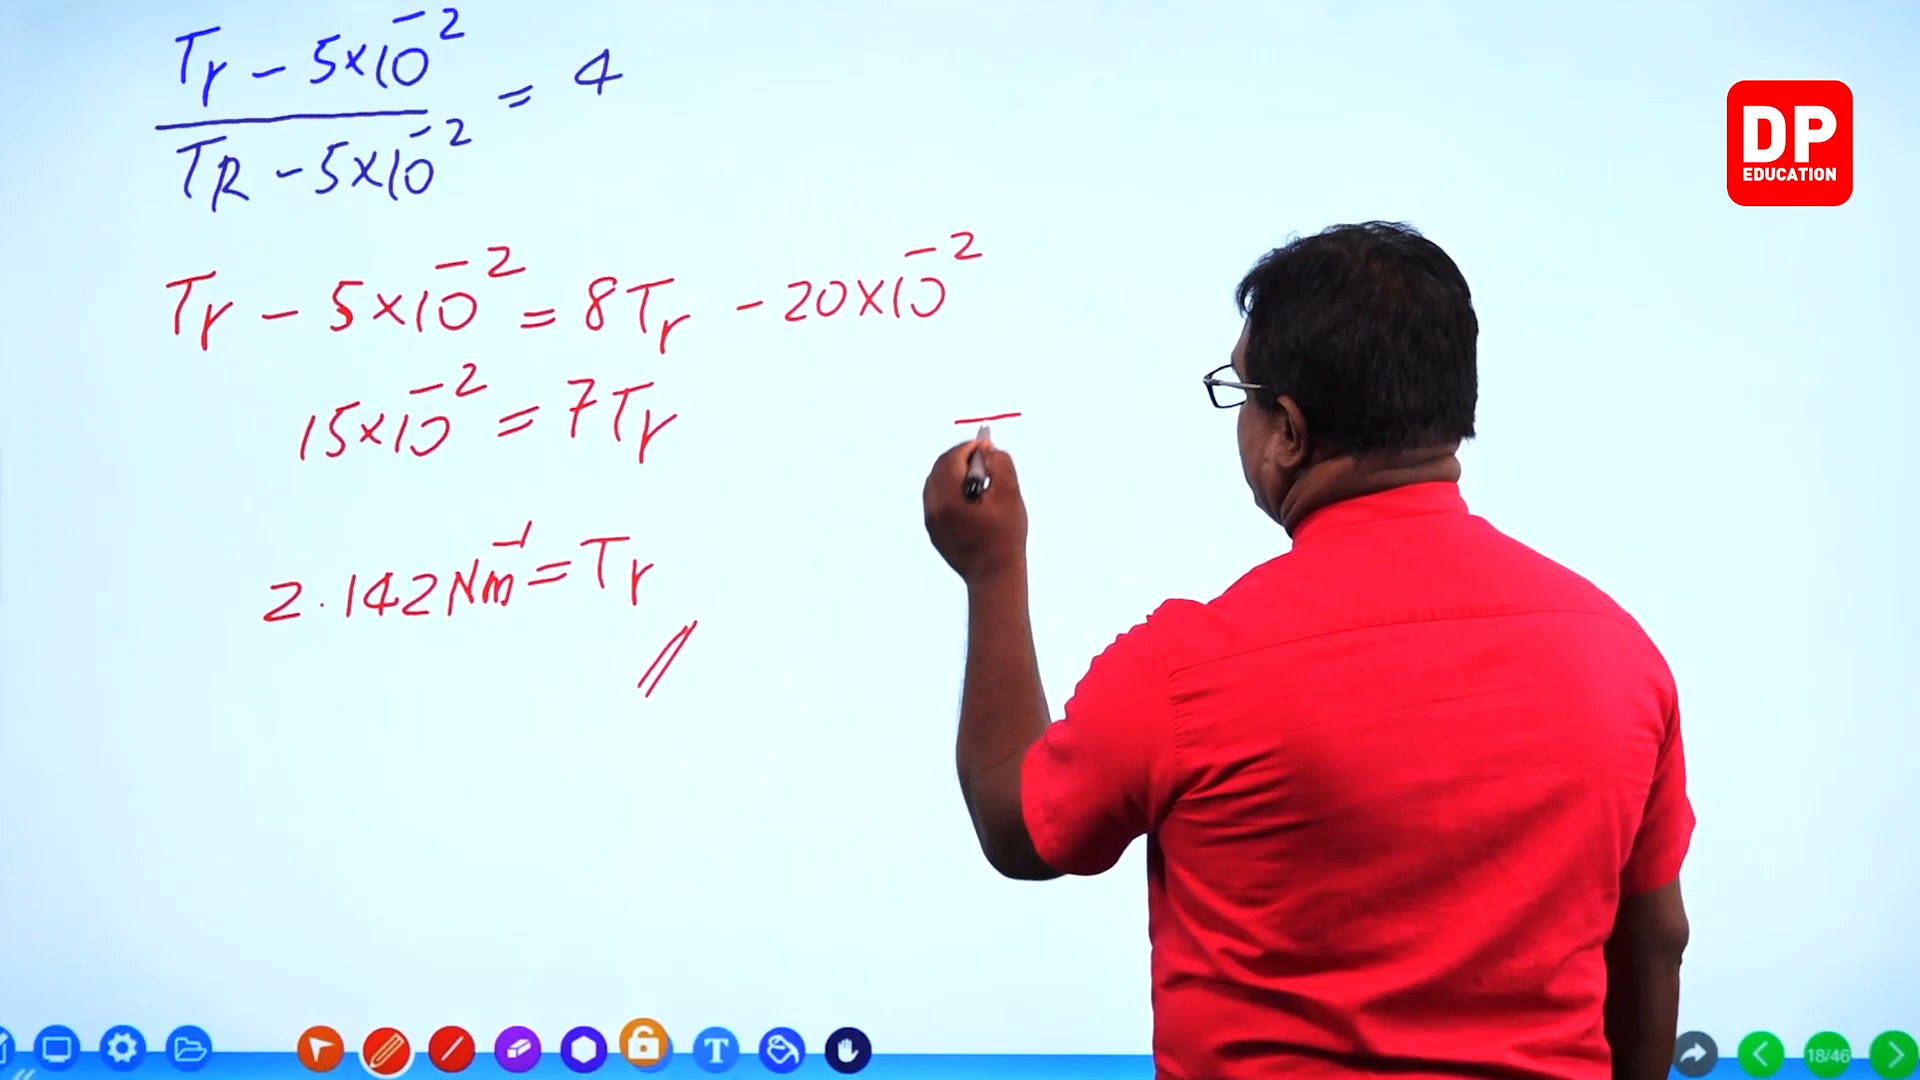 Tr - 5×10⁻² / TR - 5×10⁻² = 4
Tr - 5×10⁻² = 8Tr - 20×10⁻²
15×10⁻² = 7Tr
2.142Nm⁻¹ = Tr
DP
EDUCATION
T
18/46